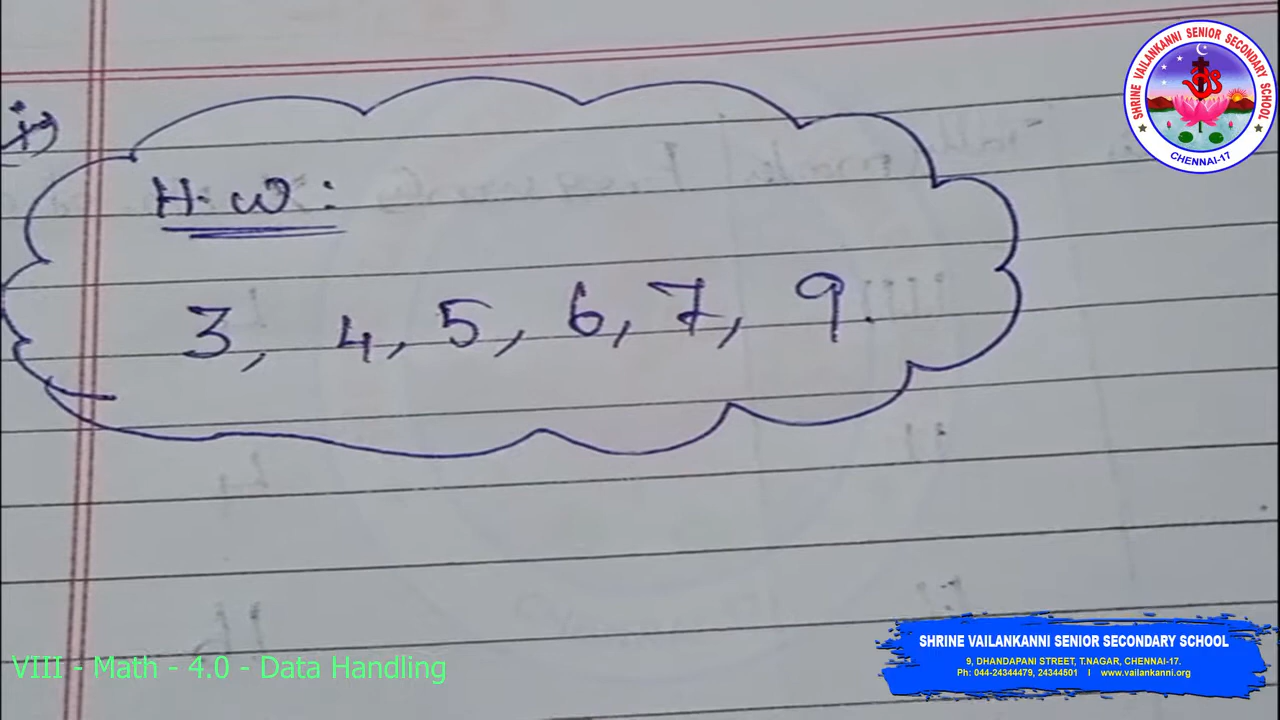 H.W:
3, 4, 5, 6, 7, 9.
SHRINE VAILANKANNI SENIOR SECONDARY SCHOOL
CHENNAI-17
VIII - Math - 4.0 - Data Handling
SHRINE VAILANKANNI SENIOR SECONDARY SCHOOL
9, DHANDAPANI STREET, T.NAGAR, CHENNAI-17.
Ph: 044-24344479, 24344501 I www.vailankanni.org